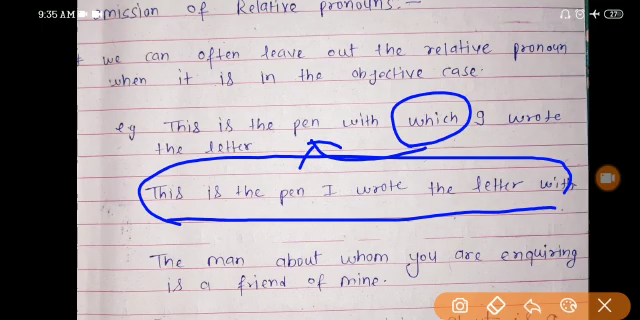 9:35 AM
27
omission of Relative pronouns.-
we can often leave out the relative pronoun
when it is in the objective case.
eg This is the pen with which I wrote
the letter
This is the pen I wrote the letter with
The man about whom you are enquiring
is a friend of mine.